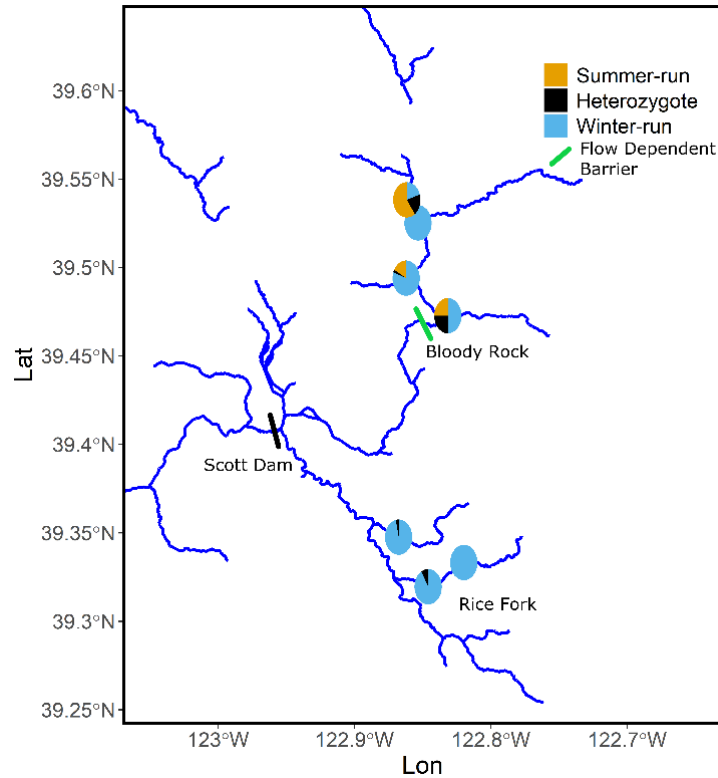 39.6°N
39.55°N
39.5°N
39.45°N
39.4°N
39.35°N
39.3°N
39.25°N
Lat
Summer-run
Heterozygote
Winter-run
Flow Dependent
Barrier
Bloody Rock
Scott Dam
Rice Fork
123°W
122.9°W
122.8°W
122.7°W
Lon